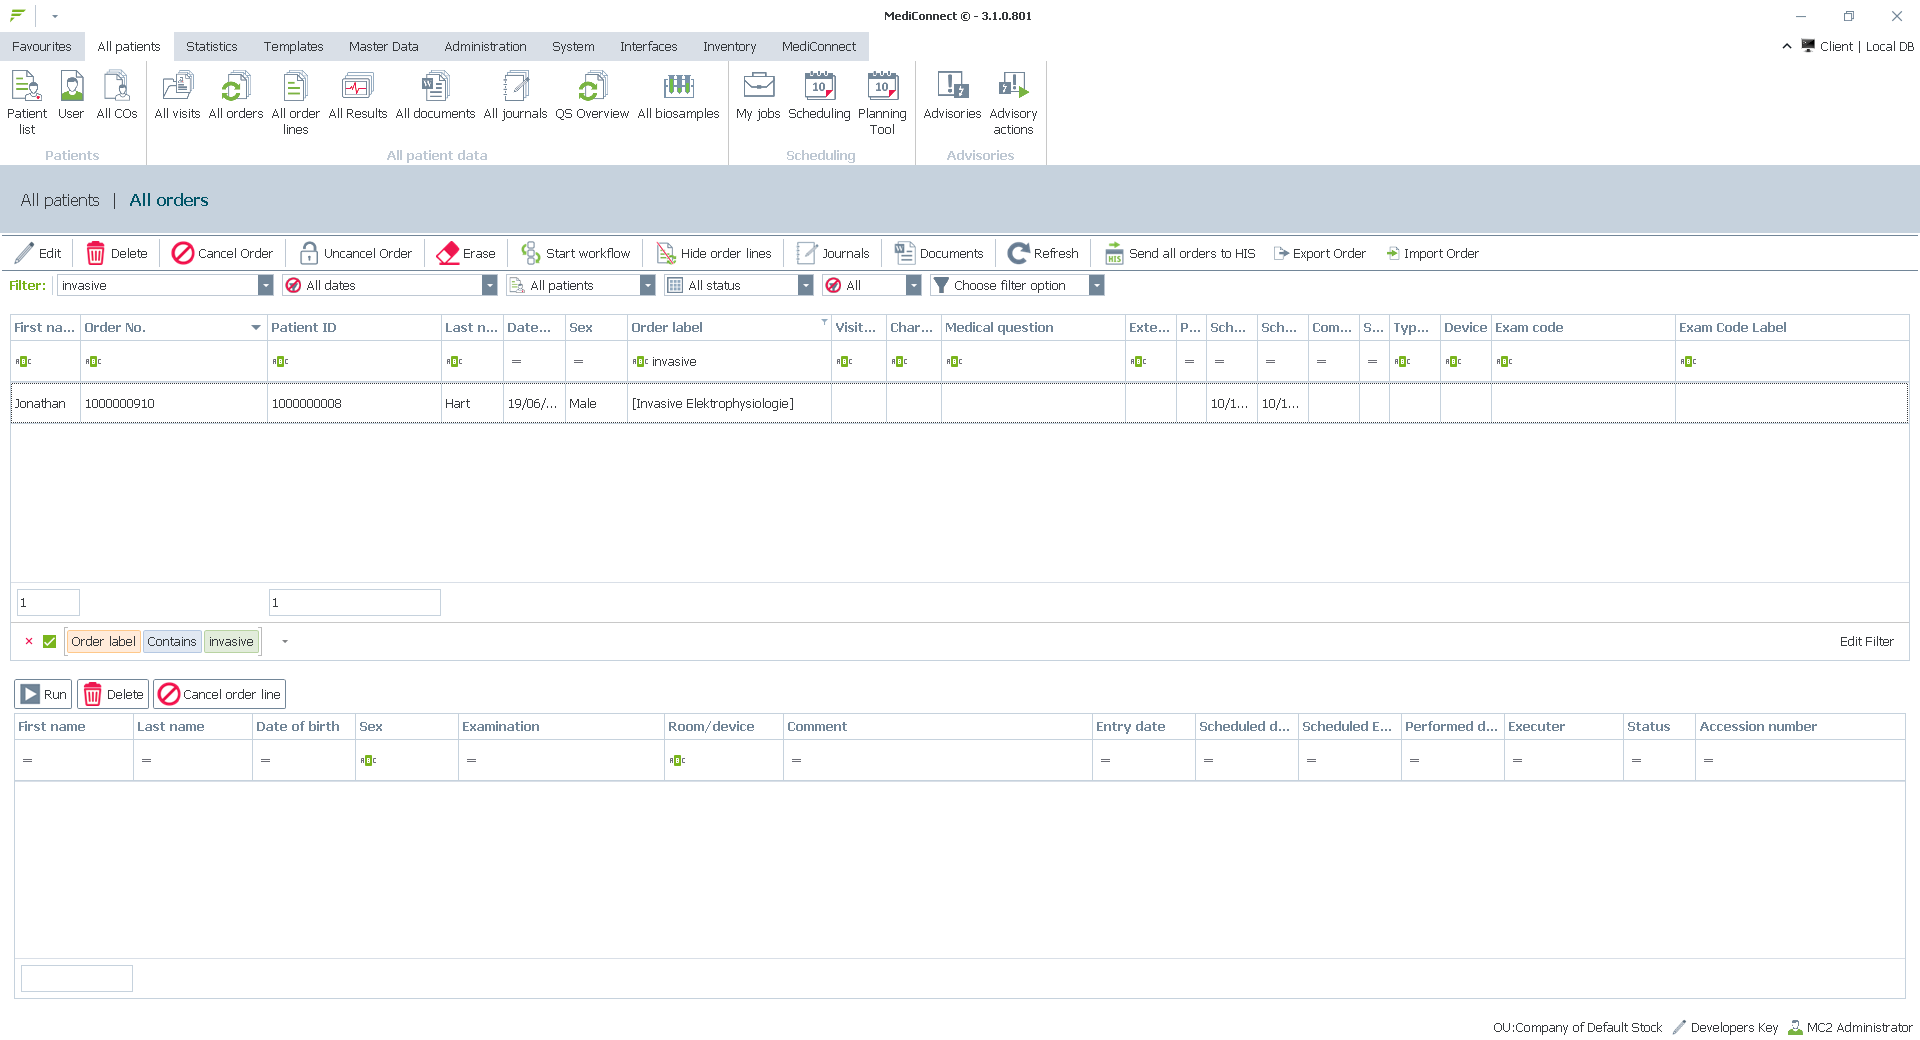 MediConnect © - 3.1.0.801
Favourites All patients Statistics Templates Master Data Administration System Interfaces Inventory MediConnect
Client | Local DB
Patient list User All COs All visits All orders All order lines All Results All documents All journals QS Overview All biosamples My jobs Scheduling Planning Tool Advisories Advisory actions
Patients All patient data Scheduling Advisories
All patients | All orders
Edit Delete Cancel Order Uncancel Order Erase Start workflow Hide order lines Journals Documents Refresh Send all orders to HIS Export Order Import Order
Filter: invasive All dates All patients All status All Choose filter option
First na... Order No. Patient ID Last n... Date... Sex Order label Visit... Char... Medical question Exte... P... Sch... Sch... Com... S... Typ... Device Exam code Exam Code Label
invasive
Jonathan 1000000910 1000000008 Hart 19/06/... Male [Invasive Elektrophysiologie] 10/1... 10/1...
1 1
Order label Contains invasive Edit Filter
Run Delete Cancel order line
First name Last name Date of birth Sex Examination Room/device Comment Entry date Scheduled d... Scheduled E... Performed d... Executer Status Accession number
OU:Company of Default Stock Developers Key MC2 Administrator